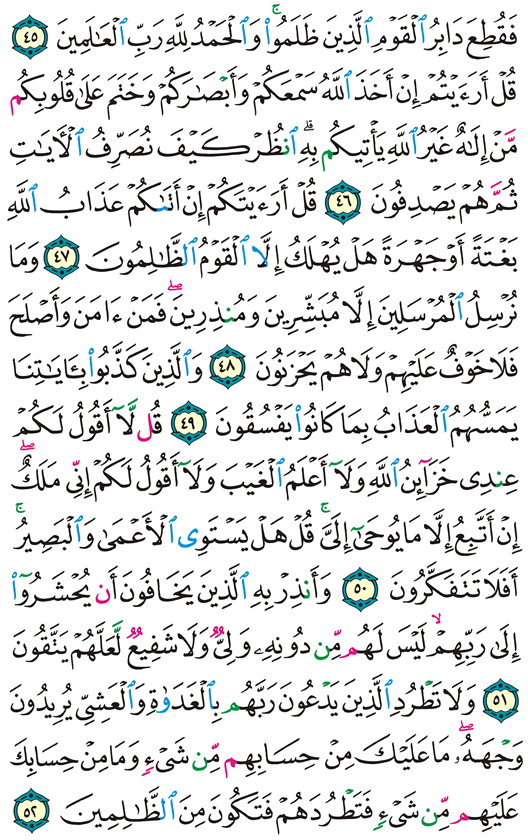 فَقُطِعَ دَابِرُ ٱلْقَوْمِ ٱلَّذِينَ ظَلَمُوا۟ ۚ وَٱلْحَمْدُ لِلَّهِ رَبِّ ٱلْعَٰلَمِينَ ٤٥
قُلْ أَرَءَيْتُمْ إِنْ أَخَذَ ٱللَّهُ سَمْعَكُمْ وَأَبْصَٰرَكُمْ وَخَتَمَ عَلَىٰ قُلُوبِكُم
مَّنْ إِلَٰهٌ غَيْرُ ٱللَّهِ يَأْتِيكُم بِهِ ۗ ٱنظُرْ كَيْفَ نُصَرِّفُ ٱلْءَايَٰتِ
ثُمَّ هُمْ يَصْدِفُونَ ٤٦ قُلْ أَرَءَيْتَكُمْ إِنْ أَتَىٰكُمْ عَذَابُ ٱللَّهِ
بَغْتَةً أَوْ جَهْرَةً هَلْ يُهْلَكُ إِلَّا ٱلْقَوْمُ ٱلظَّٰلِمُونَ ٤٧ وَمَا
نُرْسِلُ ٱلْمُرْسَلِينَ إِلَّا مُبَشِّرِينَ وَمُنذِرِينَ ۖ فَمَنْ ءَامَنَ وَأَصْلَحَ
فَلَا خَوْفٌ عَلَيْهِمْ وَلَا هُمْ يَحْزَنُونَ ٤٨ وَٱلَّذِينَ كَذَّبُوا۟ بِـَٔايَٰتِنَا
يَمَسُّهُمُ ٱلْعَذَابُ بِمَا كَانُوا۟ يَفْسُقُونَ ٤٩ قُل لَّآ أَقُولُ لَكُمْ
عِندِى خَزَآئِنُ ٱللَّهِ وَلَآ أَعْلَمُ ٱلْغَيْبَ وَلَآ أَقُولُ لَكُمْ إِنِّى مَلَكٌ ۖ
إِنْ أَتَّبِعُ إِلَّا مَا يُوحَىٰٓ إِلَىَّ ۚ قُلْ هَلْ يَسْتَوِى ٱلْأَعْمَىٰ وَٱلْبَصِيرُ ۚ
أَفَلَا تَتَفَكَّرُونَ ٥٠ وَأَنذِرْ بِهِ ٱلَّذِينَ يَخَافُونَ أَن يُحْشَرُوٓا۟
إِلَىٰ رَبِّهِمْ ۙ لَيْسَ لَهُم مِّن دُونِهِۦ وَلِىٌّ وَلَا شَفِيعٌ لَّعَلَّهُمْ يَتَّقُونَ
٥١ وَلَا تَطْرُدِ ٱلَّذِينَ يَدْعُونَ رَبَّهُم بِٱلْغَدَوٰةِ وَٱلْعَشِىِّ يُرِيدُونَ
وَجْهَهُۥ ۖ مَا عَلَيْكَ مِنْ حِسَابِهِم مِّن شَىْءٍ وَمَا مِنْ حِسَابِكَ
عَلَيْهِم مِّن شَىْءٍ فَتَطْرُدَهُمْ فَتَكُونَ مِنَ ٱلظَّٰلِمِينَ ٥٢